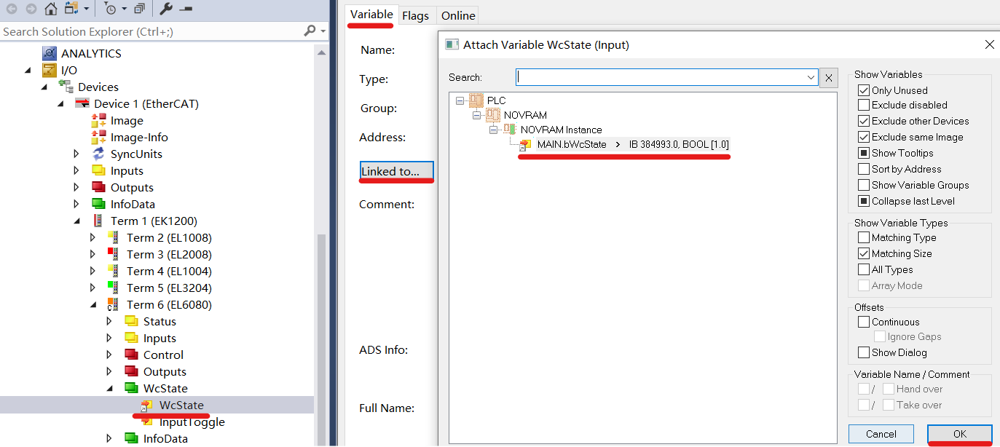 Search Solution Explorer (Ctrl+;)
ANALYTICS
I/O
Devices
Device 1 (EtherCAT)
Image
Image-Info
SyncUnits
Inputs
Outputs
InfoData
Term 1 (EK1200)
Term 2 (EL1008)
Term 3 (EL2008)
Term 4 (EL1004)
Term 5 (EL3204)
Term 6 (EL6080)
Status
Inputs
Control
Outputs
WcState
WcState
InputToggle
InfoData
Variable
Flags
Online
Name:
Type:
Group:
Address:
Linked to...
Comment:
ADS Info:
Full Name:
Attach Variable WcState (Input)
Search:
PLC
NOVRAM
NOVRAM Instance
MAIN.bWcState > IB 384993.0, BOOL [1.0]
Show Variables
Only Unused
Exclude disabled
Exclude other Devices
Exclude same Image
Show Tooltips
Sort by Address
Show Variable Groups
Collapse last Level
Show Variable Types
Matching Type
Matching Size
All Types
Array Mode
Offsets
Continuous
Ignore Gaps
Show Dialog
Variable Name / Comment
/ Hand over
/ Take over
Cancel
OK